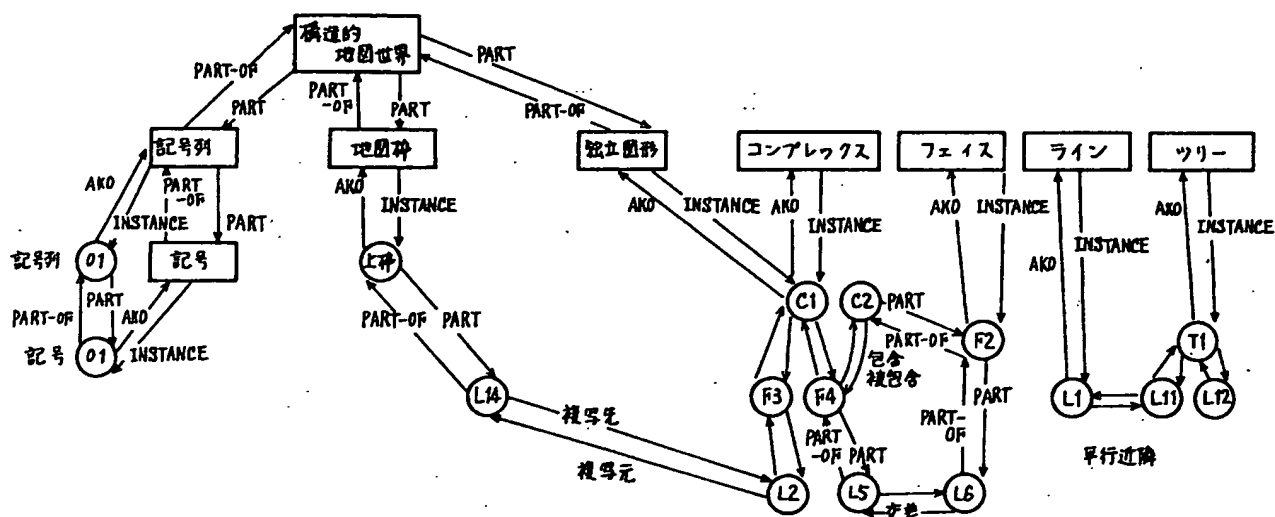 構造的
地図世界
PART
PART-OF
PART
PART
-OF
PART
PART-OF
記号列
地図枠
独立図形
コンプレックス
フェイス
ライン
ツリー
AKO
PART
-OF
INSTANCE
PART
AKO
INSTANCE
AKO
INSTANCE
AKO
INSTANCE
AKO
INSTANCE
AKO
INSTANCE
AKO
INSTANCE
記号列
01
記号
上枠
C1
C2
PART
PART-OF
F2
T1
PART-OF
PART
AKO
INSTANCE
記号
01
PART-OF
PART
包含
被包含
L14
F3
F4
PART
PART-
OF
L1
L11
L12
複写先
複写元
PART
-OF
PART
平行近隣
L2
L5
L6
交差